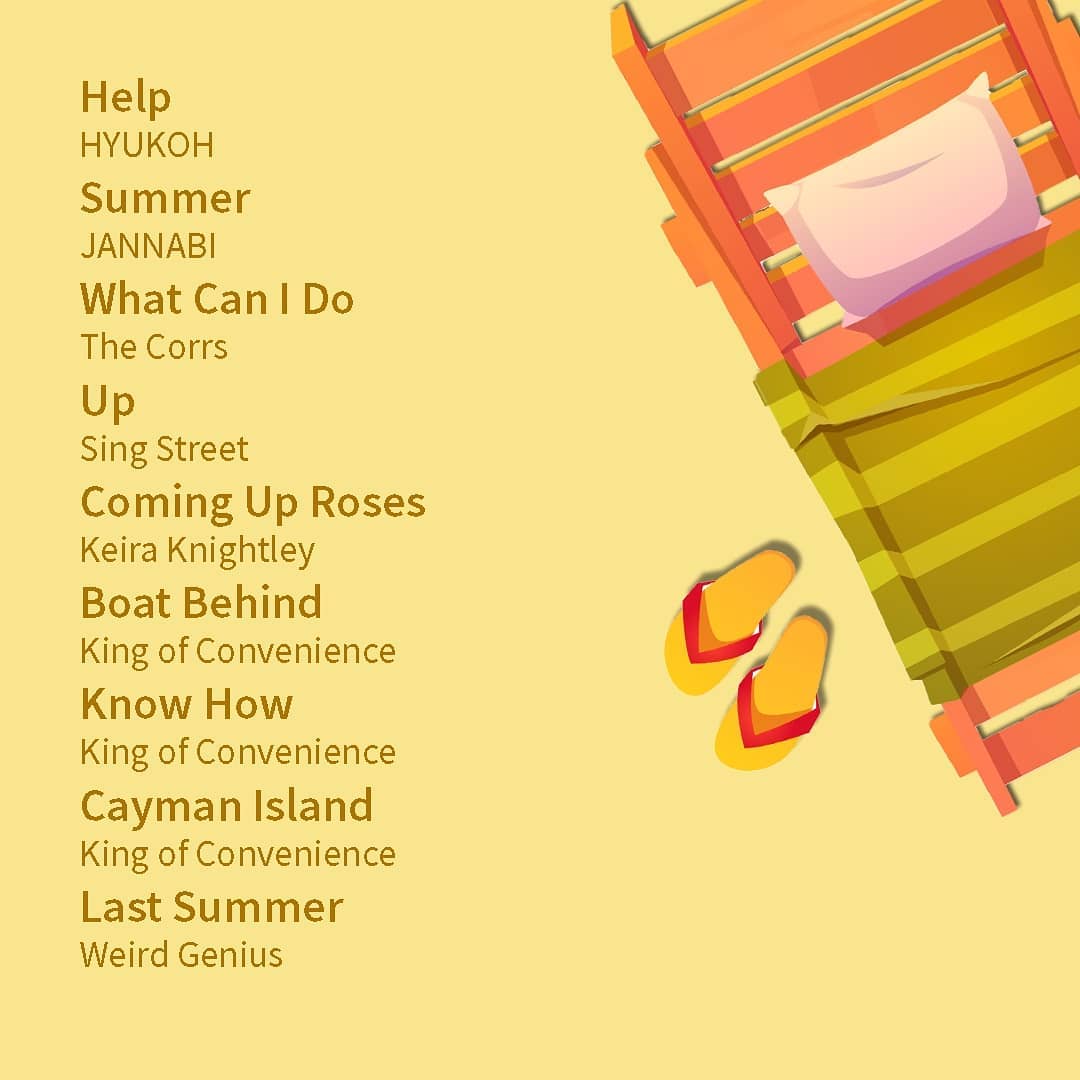 Help
HYUKOH
Summer
JANNABI
What Can I Do
The Corrs
Up
Sing Street
Coming Up Roses
Keira Knightley
Boat Behind
King of Convenience
Know How
King of Convenience
Cayman Island
King of Convenience
Last Summer
Weird Genius